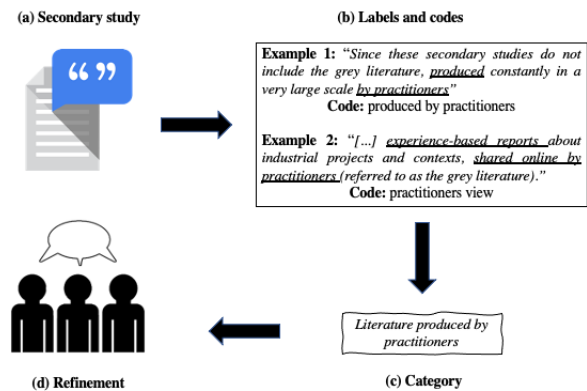 (a) Secondary study
(b) Labels and codes
Example 1: “Since these secondary studies do not
include the grey literature, produced constantly in a
very large scale by practitioners”
Code: produced by practitioners
Example 2: “[...] experience-based reports about
industrial projects and contexts, shared online by
practitioners (referred to as the grey literature).”
Code: practitioners view
Literature produced by
practitioners
(d) Refinement
(c) Category